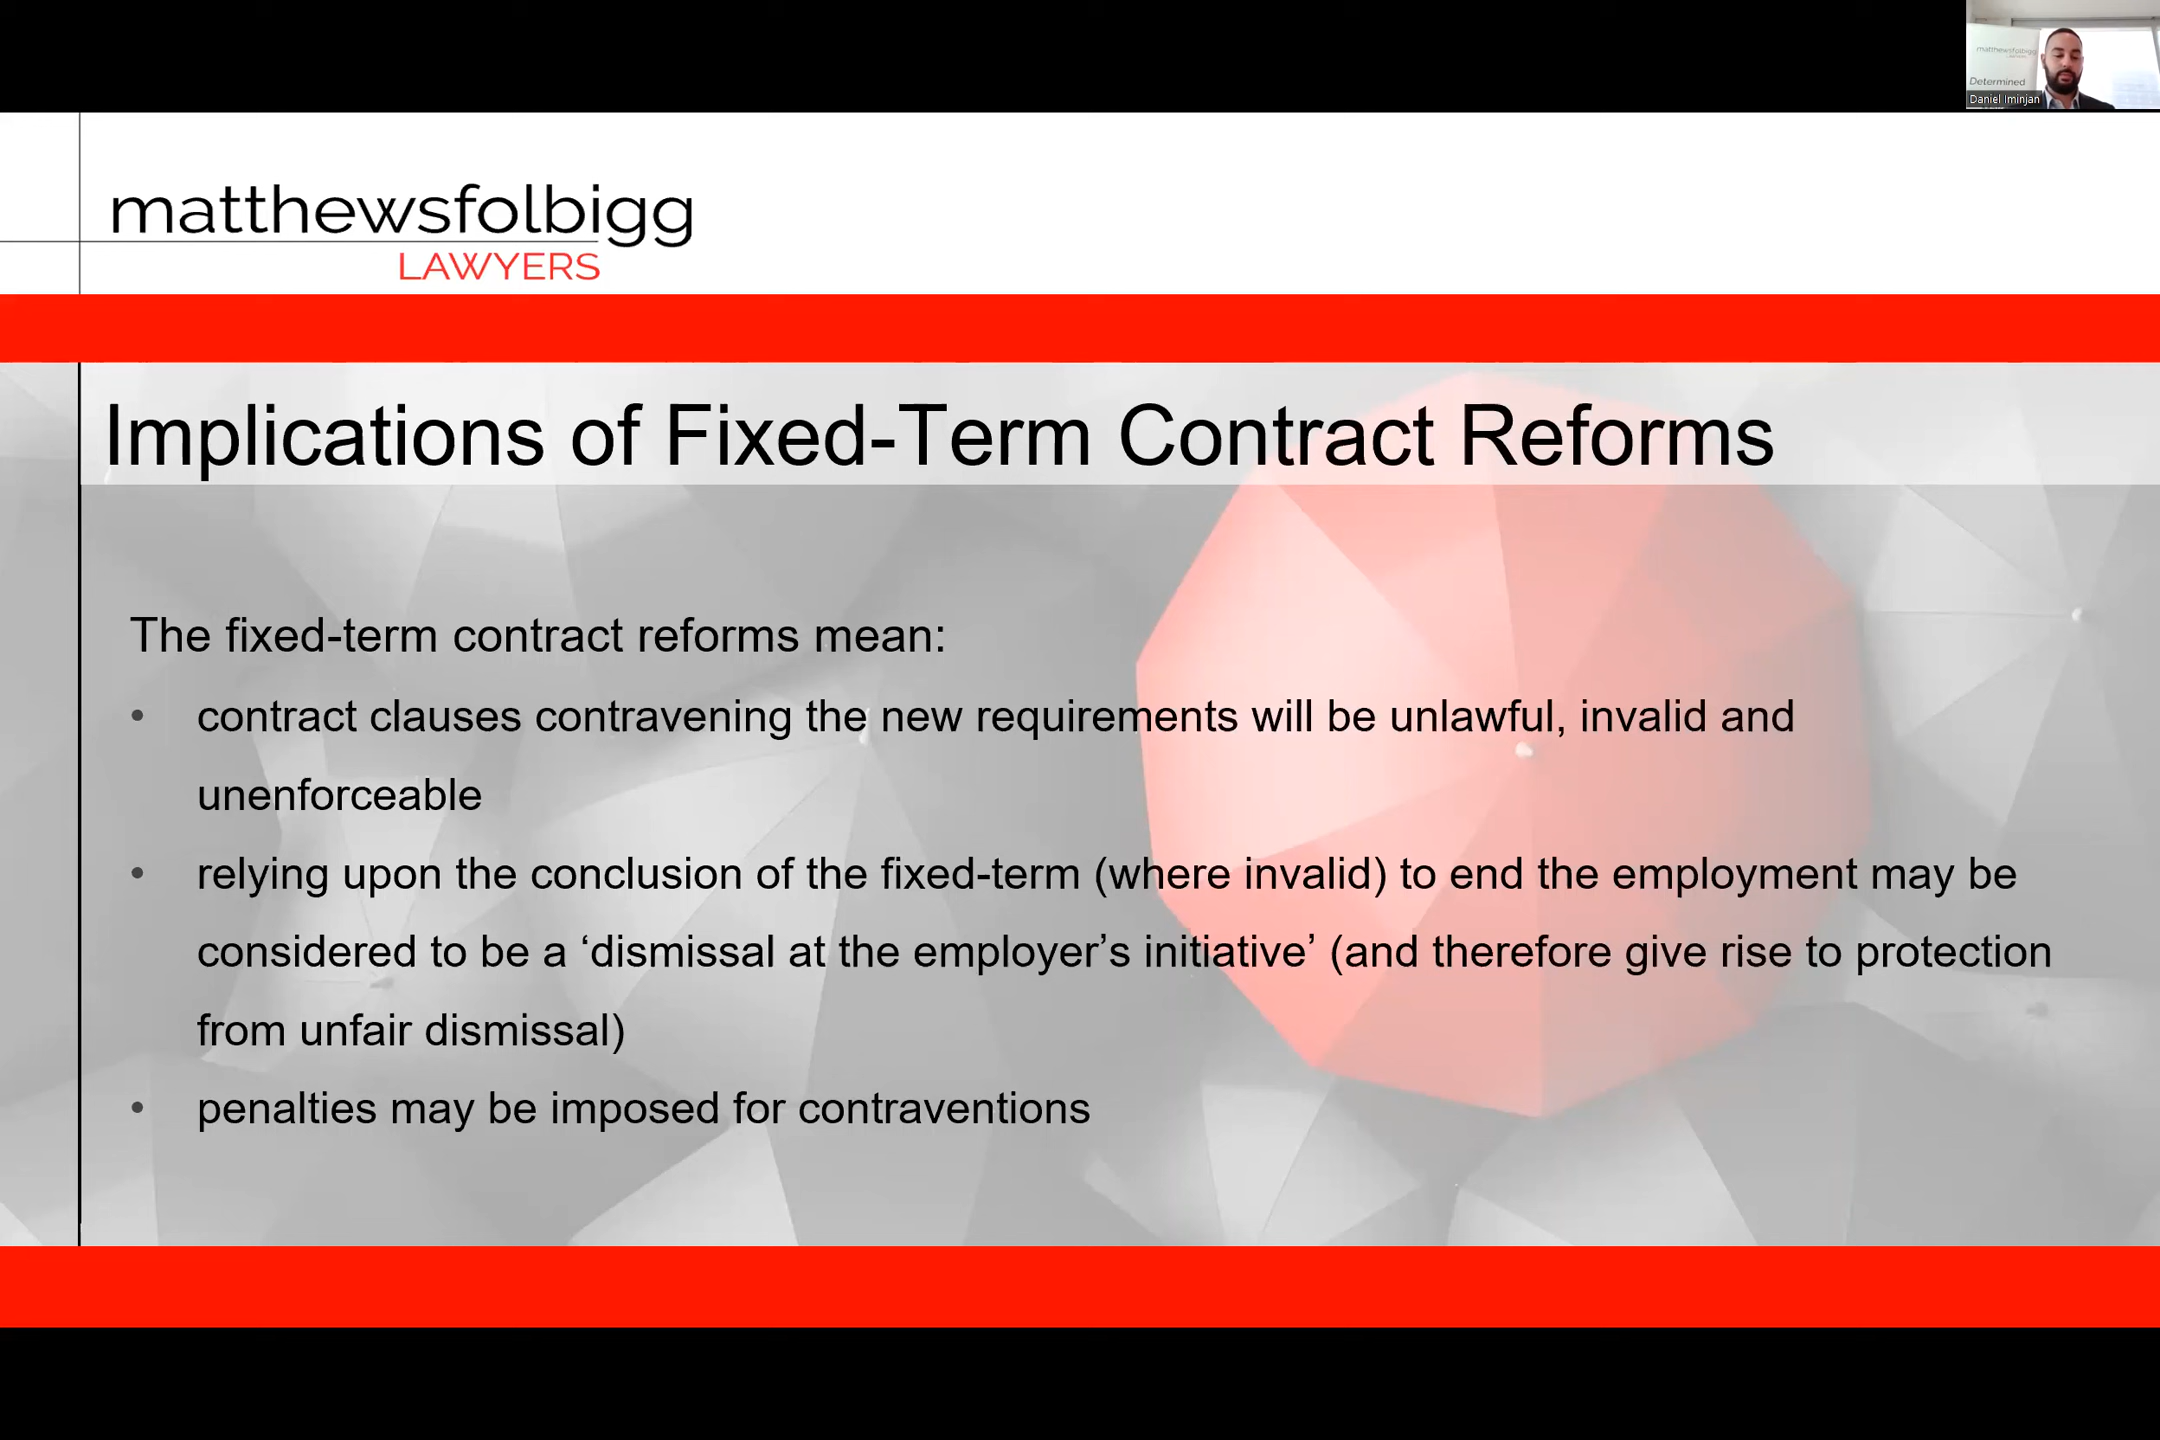 matthewsfolbigg
Determined
Daniel Iminjan
matthewsfolbigg
LAWYERS
Implications of Fixed-Term Contract Reforms
The fixed-term contract reforms mean:
• contract clauses contravening the new requirements will be unlawful, invalid and
unenforceable
• relying upon the conclusion of the fixed-term (where invalid) to end the employment may be
considered to be a ‘dismissal at the employer’s initiative’ (and therefore give rise to protection
from unfair dismissal)
• penalties may be imposed for contraventions